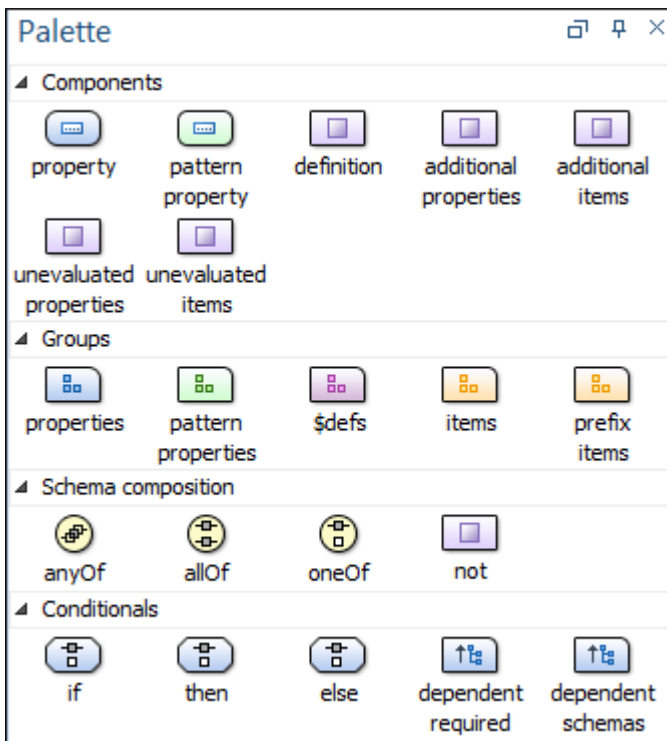 Palette
Components
property pattern property definition additional properties additional items
unevaluated properties unevaluated items
Groups
properties pattern properties $defs items prefix items
Schema composition
anyOf allOf oneOf not
Conditionals
if then else dependent required dependent schemas